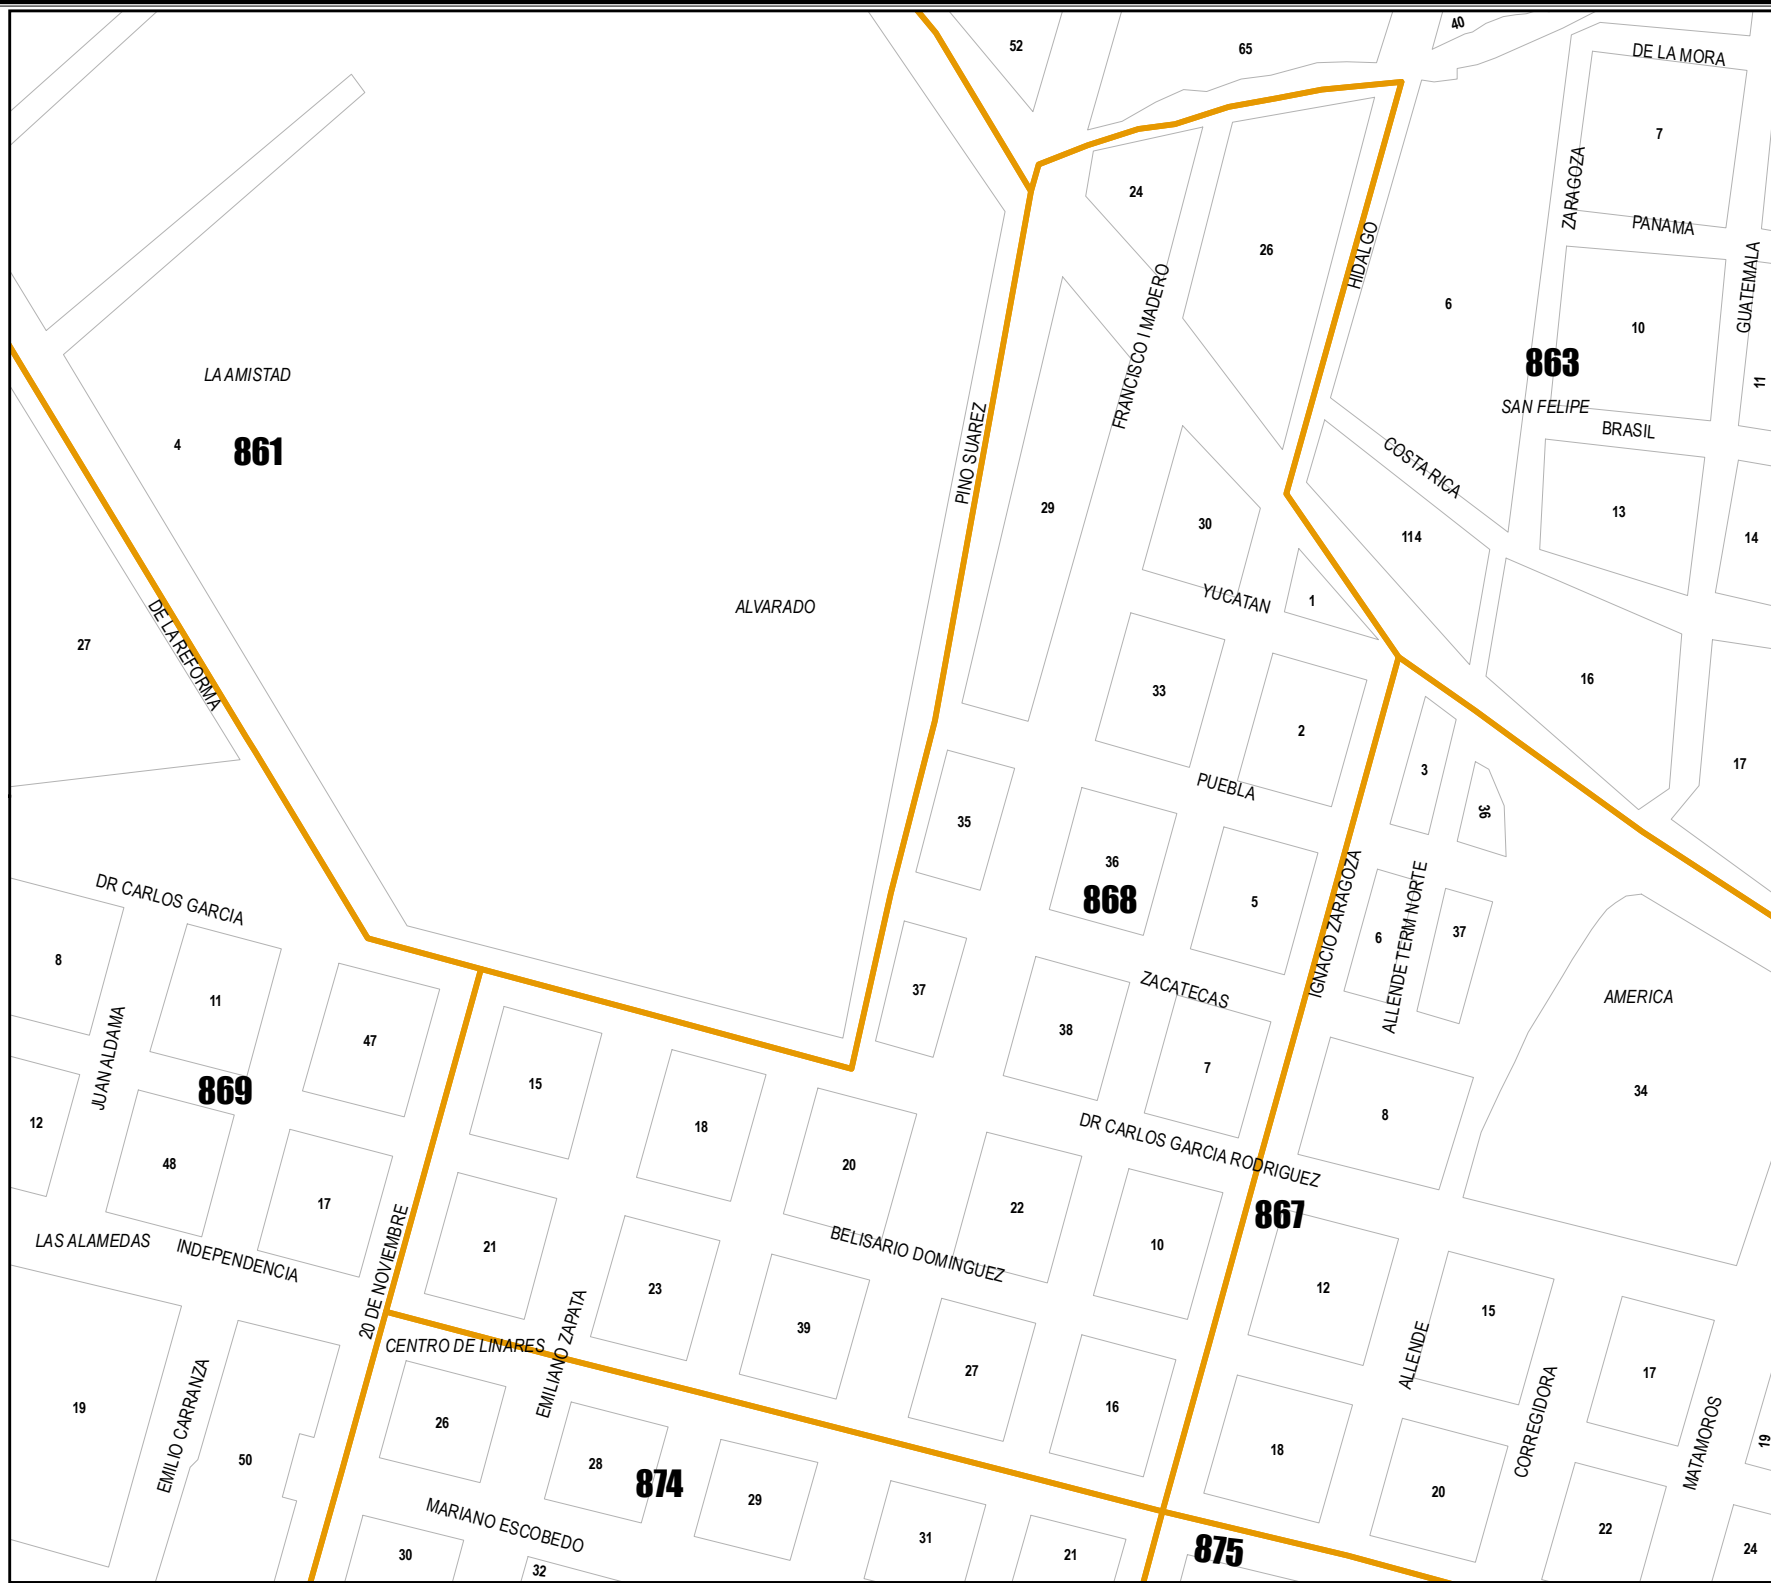 52
65
40
DE LA MORA
7
24
26
ZARAGOZA
PANAMA
HIDALGO
FRANCISCO I MADERO
6
10
GUATEMALA
863
LA AMISTAD
11
SAN FELIPE
BRASIL
4
861
PINO SUAREZ
COSTA RICA
29
30
114
13
14
YUCATAN
1
ALVARADO
27
DE LA REFORMA
33
2
16
3
17
PUEBLA
35
36
36
868
5
IGNACIO ZARAGOZA
ALLENDE TERM NORTE
6
37
DR CARLOS GARCIA
8
11
47
37
38
ZACATECAS
7
AMERICA
34
JUAN ALDAMA
869
15
18
20
8
DR CARLOS GARCIA RODRIGUEZ
12
48
17
22
10
867
LAS ALAMEDAS
INDEPENDENCIA
20 DE NOVIEMBRE
21
23
BELISARIO DOMINGUEZ
12
15
39
CENTRO DE LINARES
EMILIANO ZAPATA
27
16
ALLENDE
17
19
EMILIO CARRANZA
50
26
28
874
29
18
20
CORREGIDORA
MATAMOROS
19
MARIANO ESCOBEDO
30
32
31
21
875
22
24